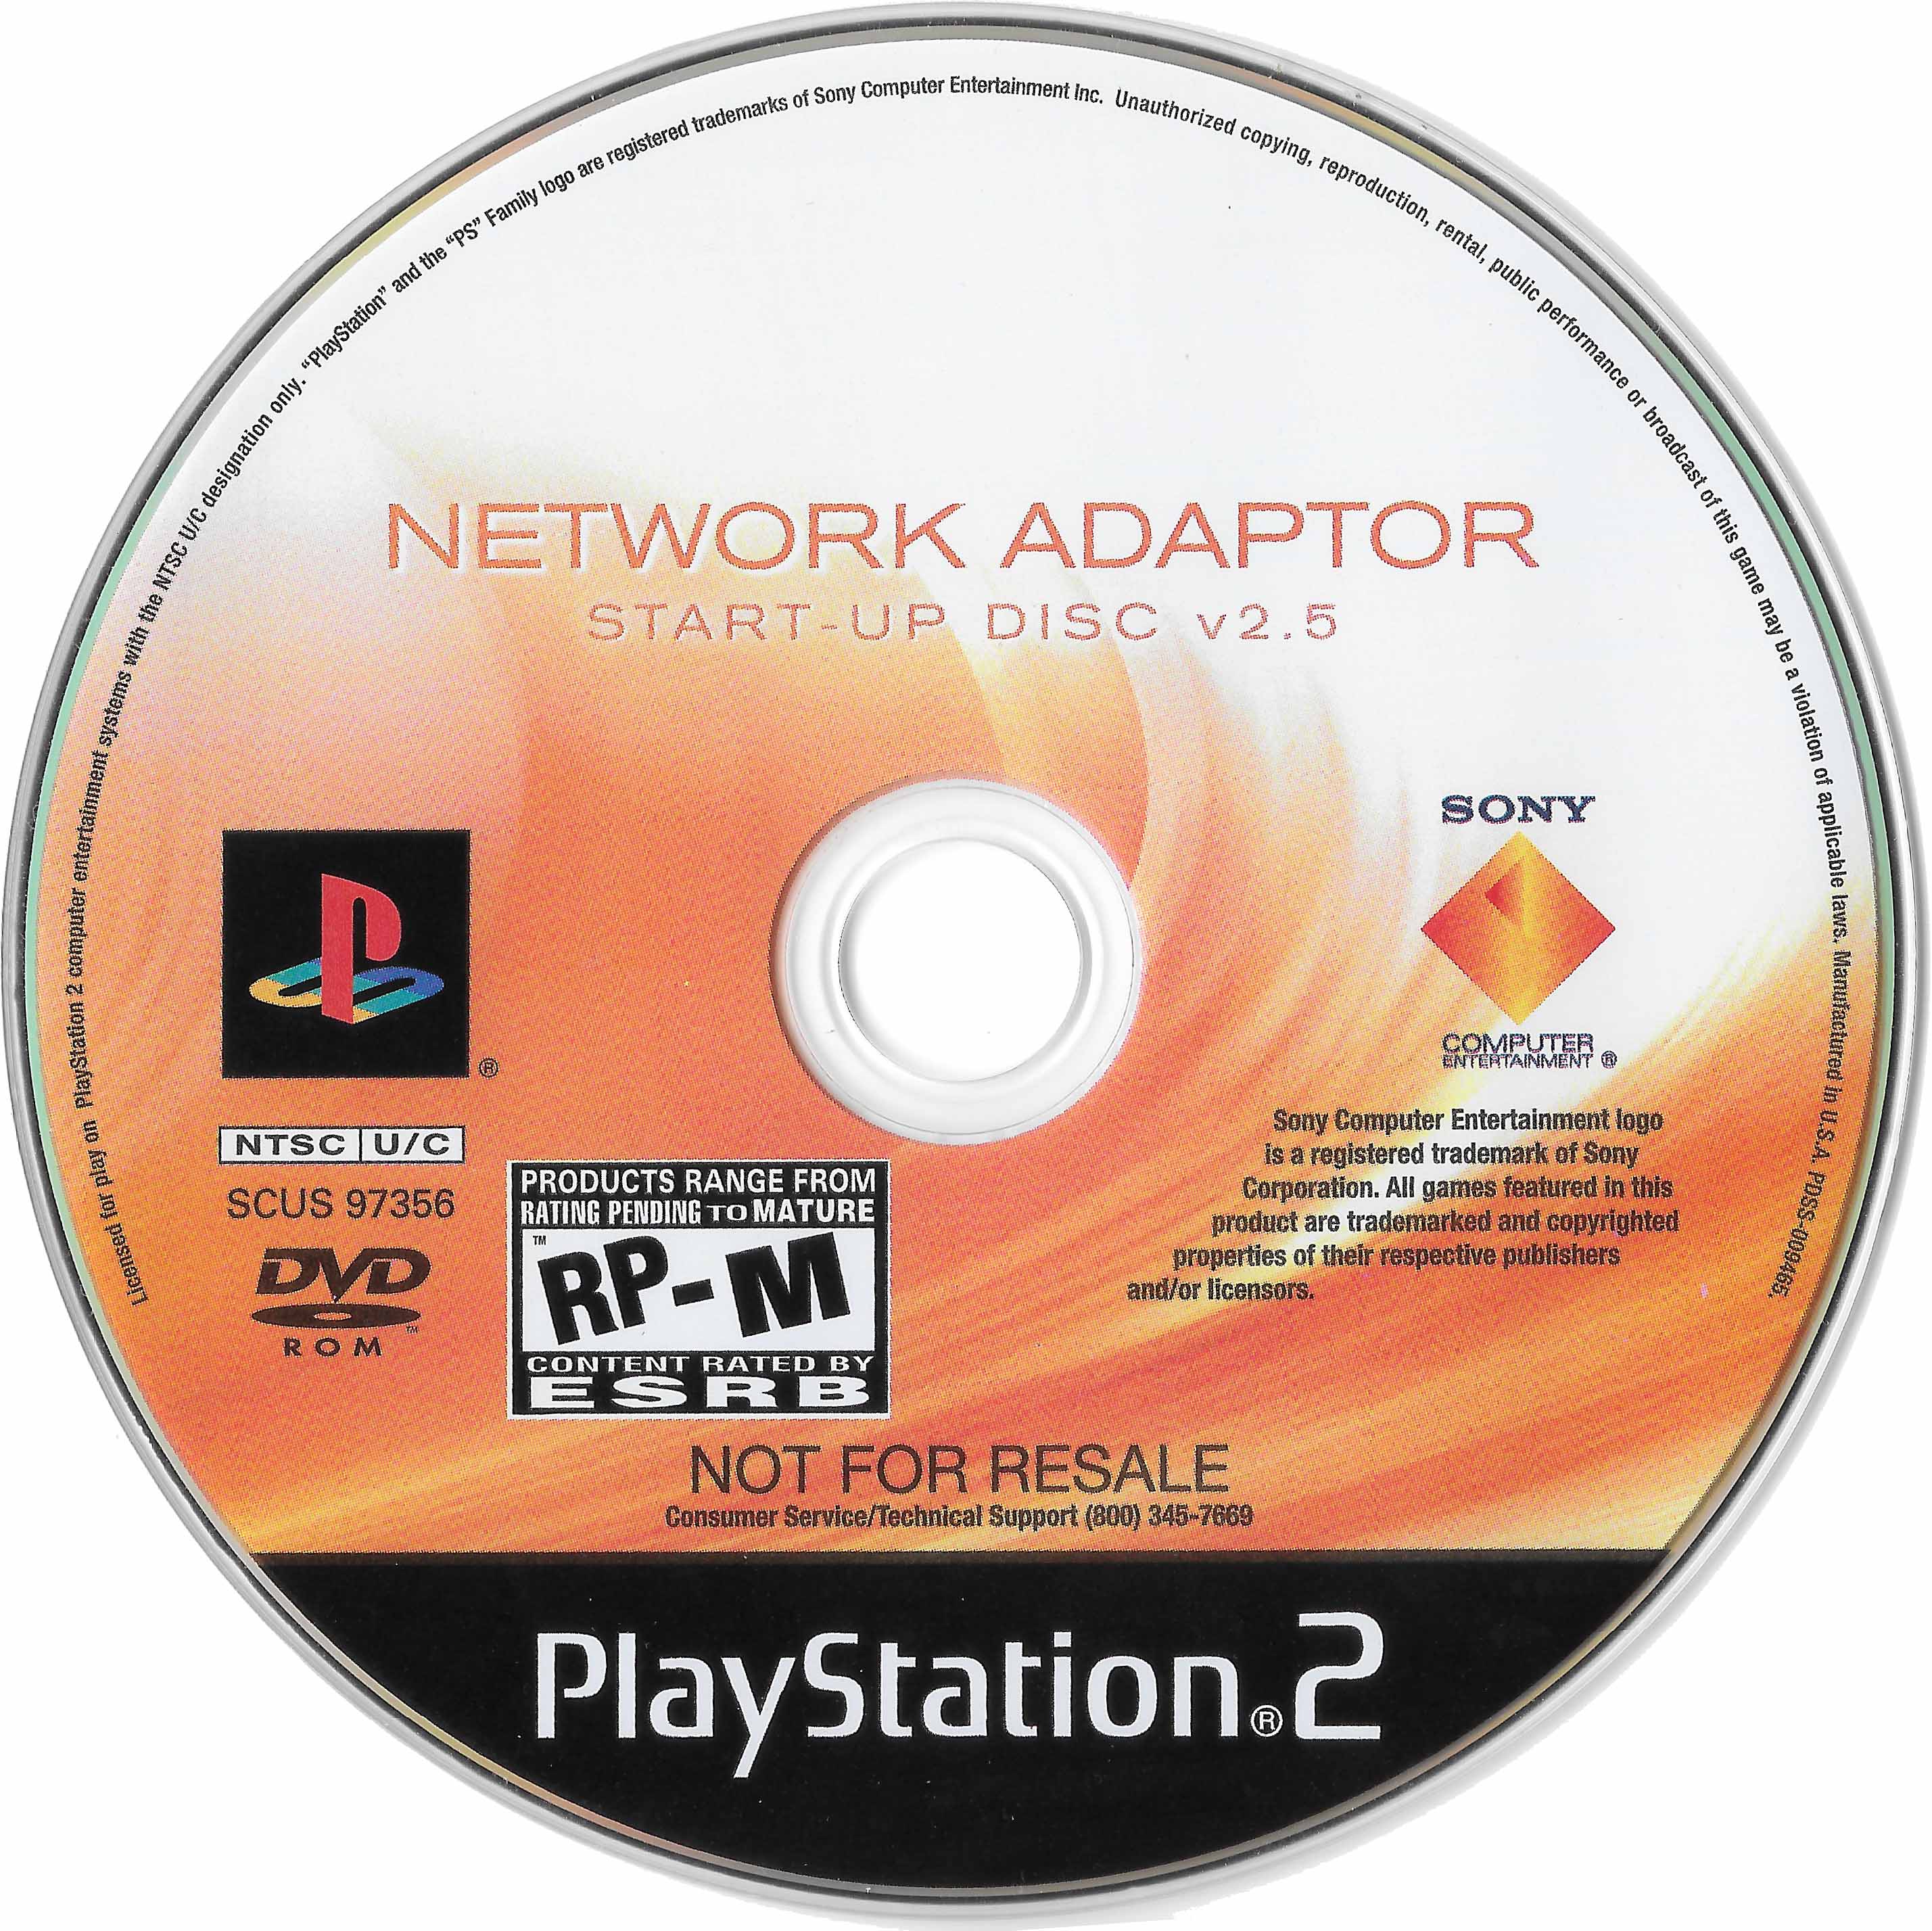 Licensed for play on PlayStation 2 computer entertainment systems with the NTSC U/C designation only. “PlayStation” and the “PS” Family logo are registered trademarks of Sony Computer Entertainment Inc. Unauthorized copying, reproduction, rental, public performance or broadcast of this game may be a violation of applicable laws. Manufactured in U.S.A. PDSS-009466.
NETWORK ADAPTOR
START-UP DISC v2.5
SONY
COMPUTER
ENTERTAINMENT ®
®
NTSC U/C
SCUS 97356
DVD
ROM ™
PRODUCTS RANGE FROM
RATING PENDING TO MATURE
™
RP-M
CONTENT RATED BY
ESRB
Sony Computer Entertainment logo
is a registered trademark of Sony
Corporation. All games featured in this
product are trademarked and copyrighted
properties of their respective publishers
and/or licensors.
NOT FOR RESALE
Consumer Service/Technical Support (800) 345-7669
PlayStation®2